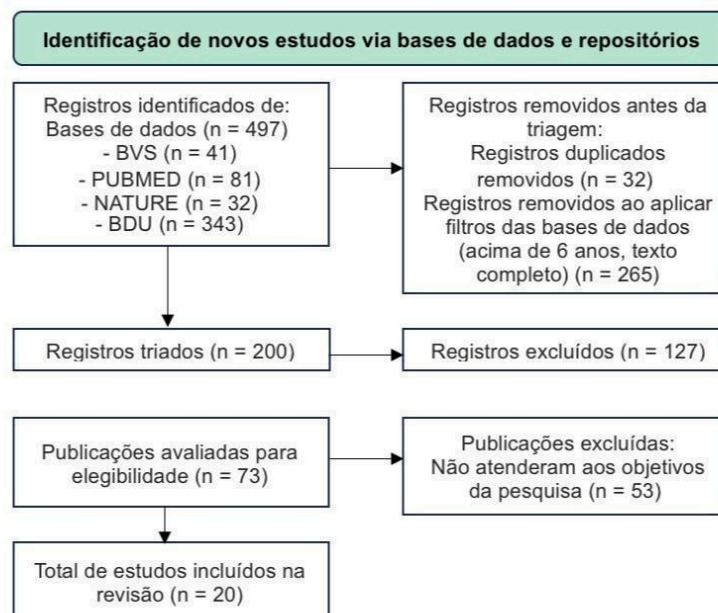 Identificação de novos estudos via bases de dados e repositórios
Registros identificados de:
Bases de dados (n = 497)
- BVS (n = 41)
- PUBMED (n = 81)
- NATURE (n = 32)
- BDU (n = 343)
Registros removidos antes da
triagem:
Registros duplicados
removidos (n = 32)
Registros removidos ao aplicar
filtros das bases de dados
(acima de 6 anos, texto
completo) (n = 265)
Registros triados (n = 200)
Registros excluídos (n = 127)
Publicações avaliadas para
elegibilidade (n = 73)
Publicações excluídas:
Não atenderam aos objetivos
da pesquisa (n = 53)
Total de estudos incluídos na
revisão (n = 20)